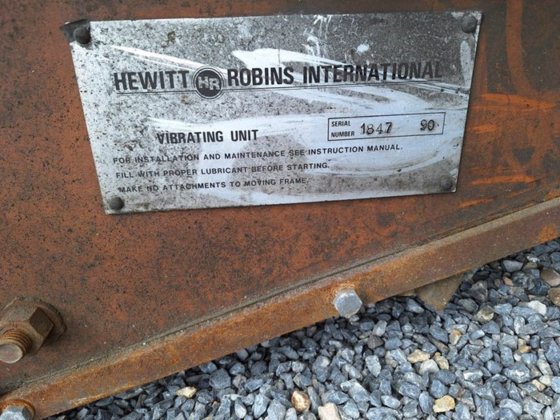 HEWITT HR ROBINS INTERNATIONAL
VIBRATING UNIT
SERIAL NUMBER 1847 90
FOR INSTALLATION AND MAINTENANCE SEE INSTRUCTION MANUAL.
FILL WITH PROPER LUBRICANT BEFORE STARTING.
MAKE NO ATTACHMENTS TO MOVING FRAME.